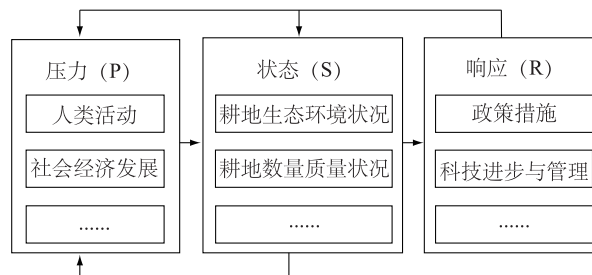 压力（P）
人类活动
社会经济发展
……
状态（S）
耕地生态环境状况
耕地数量质量状况
……
响应（R）
政策措施
科技进步与管理
……